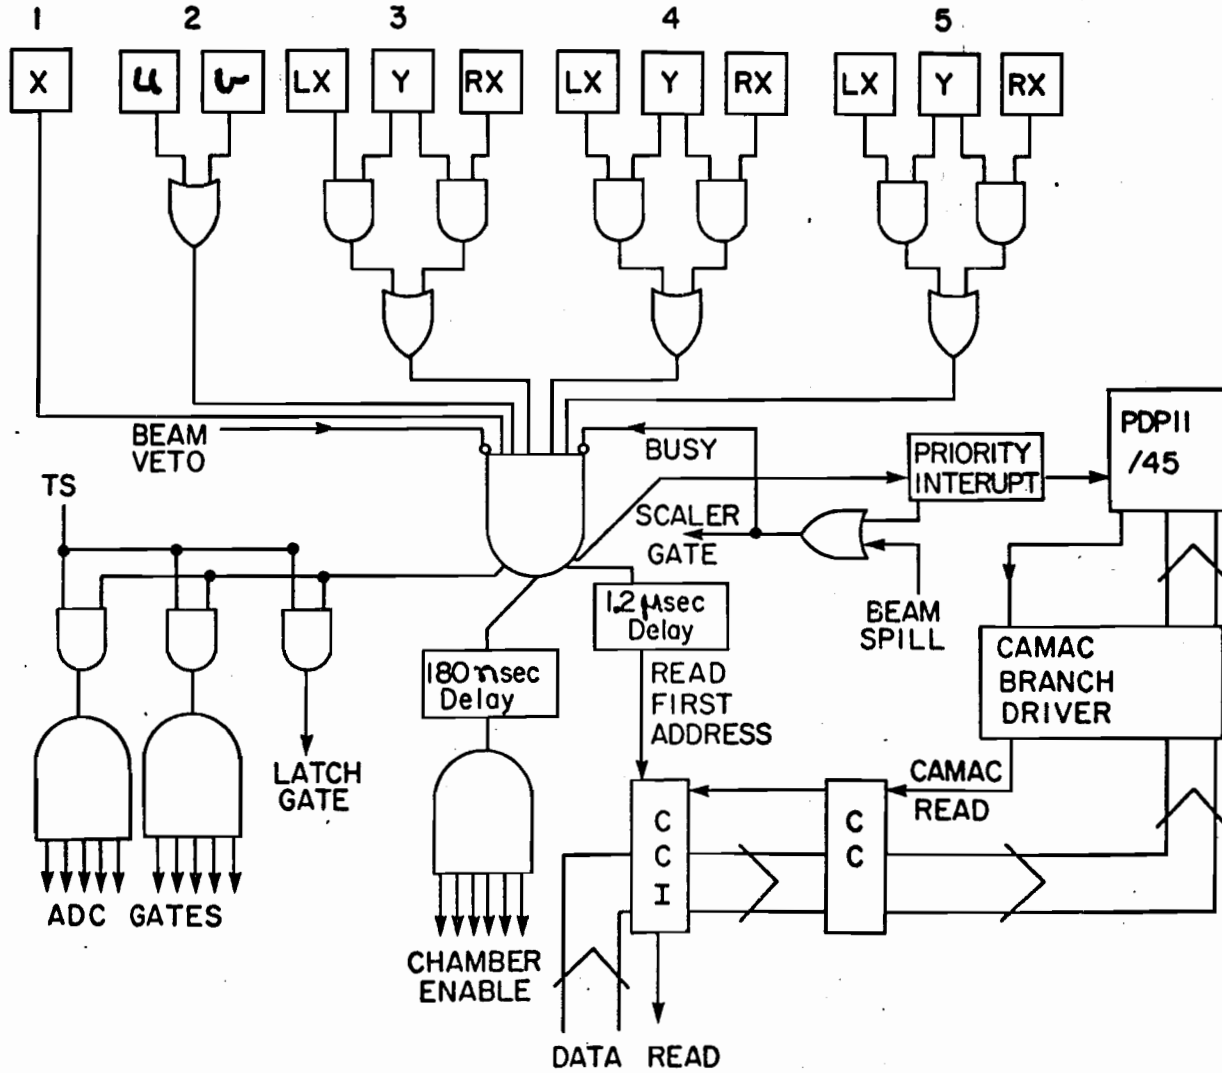 1 2 3 4 5
X u v LX Y RX LX Y RX LX Y RX
BEAM
VETO
BUSY
PRIORITY
INTERUPT
PDP11
/45
TS
SCALER
GATE
1.2 μsec
Delay
BEAM
SPILL
180 nsec
Delay
READ
FIRST
ADDRESS
CAMAC
BRANCH
DRIVER
LATCH
GATE
CAMAC
READ
C
C
I
C
C
ADC GATES
CHAMBER
ENABLE
DATA READ